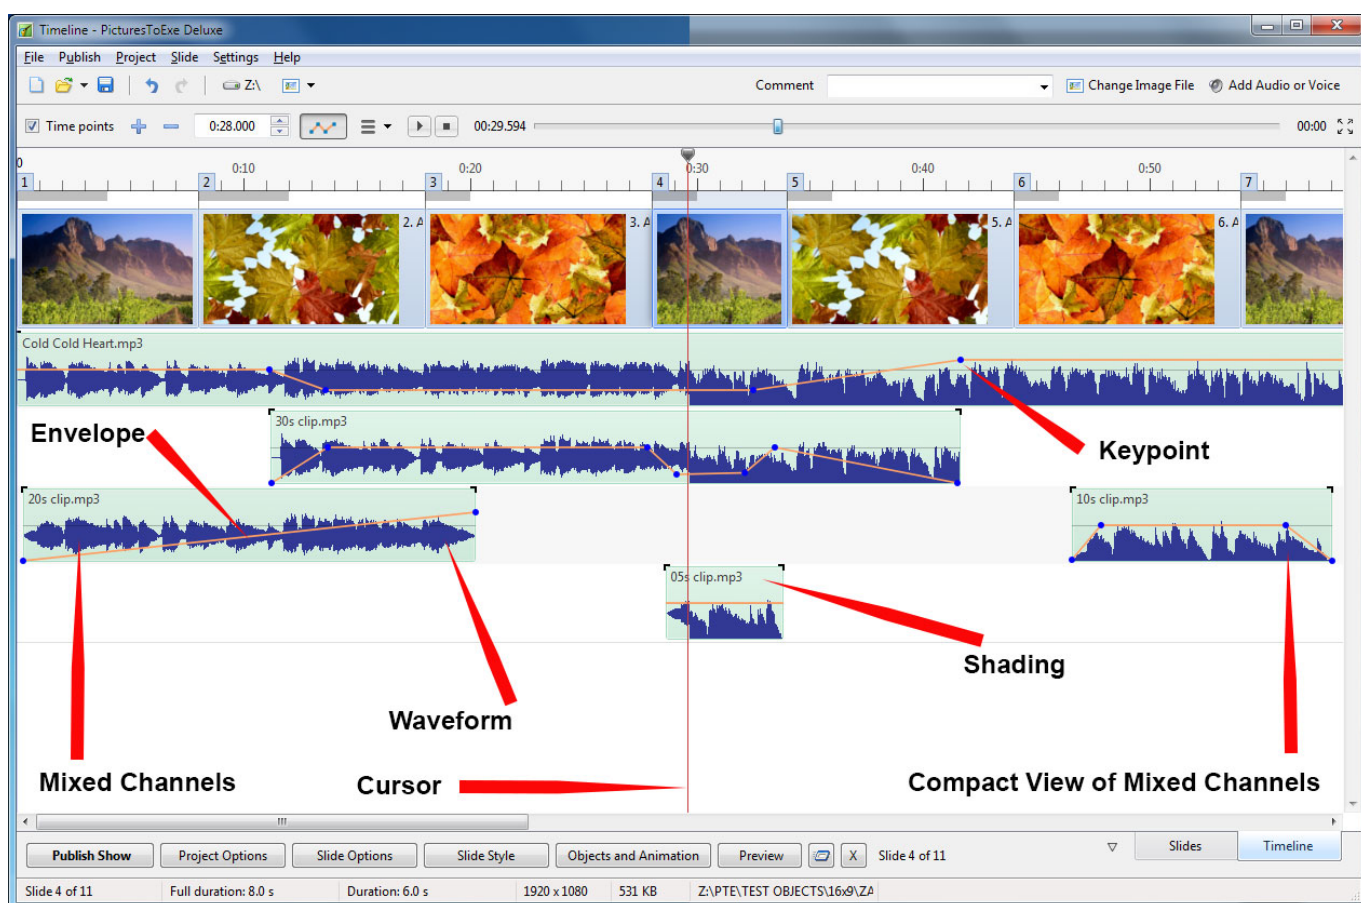 Timeline - PicturesToExe Deluxe
File Publish Project Slide Settings Help
Z:\ Comment Change Image File Add Audio or Voice
Time points 0:28.000 00:29.594 00:00
0 0:10 0:20 0:30 0:40 0:50
1 2 3 4 5 6 7
2. A 3. A 5. A 6. A
Cold Cold Heart.mp3
30s clip.mp3
Envelope
Keypoint
20s clip.mp3 10s clip.mp3
05s clip.mp3
Shading
Waveform
Mixed Channels Cursor Compact View of Mixed Channels
Publish Show Project Options Slide Options Slide Style Objects and Animation Preview X Slide 4 of 11 Slides Timeline
Slide 4 of 11 Full duration: 8.0 s Duration: 6.0 s 1920 x 1080 531 KB Z:\PTE\TEST OBJECTS\16x9\ZA